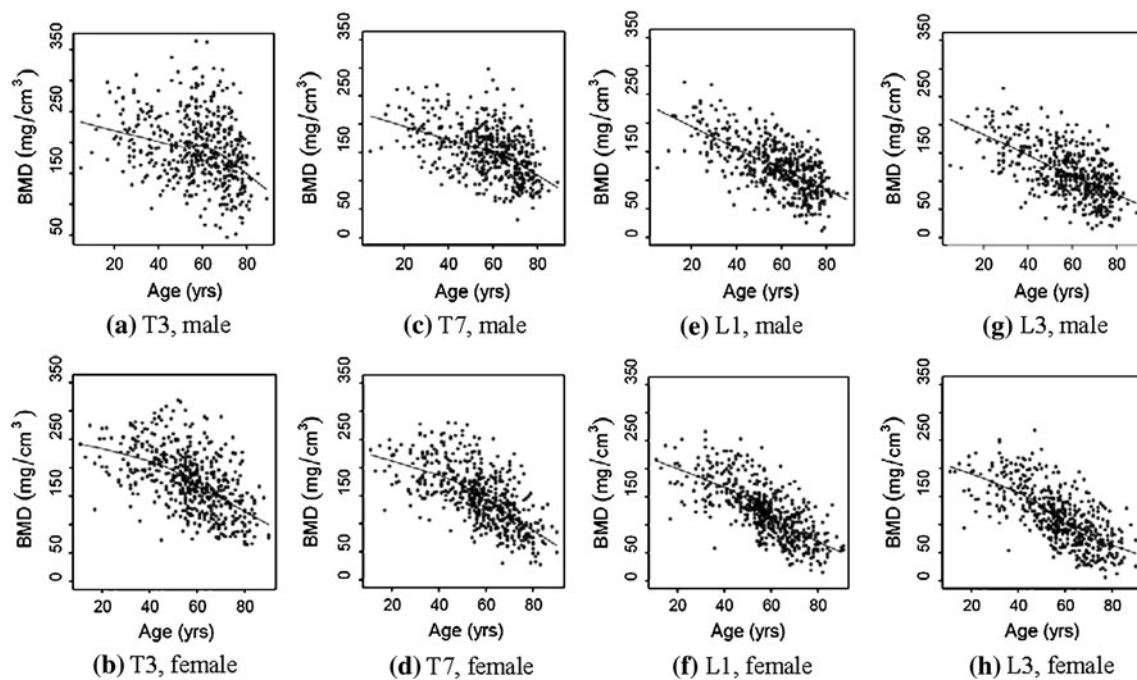 350 250 150 50
BMD (mg/cm³)
20 40 60 80
Age (yrs)
(a) T3, male
350 250 150 50 0
BMD (mg/cm³)
20 40 60 80
Age (yrs)
(c) T7, male
350 250 150 50 0
BMD (mg/cm³)
20 40 60 80
Age (yrs)
(e) L1, male
350 250 150 50 0
BMD (mg/cm³)
20 40 60 80
Age (yrs)
(g) L3, male
350 250 150 50 0
BMD (mg/cm³)
20 40 60 80
Age (yrs)
(b) T3, female
350 250 150 50 0
BMD (mg/cm³)
20 40 60 80
Age (yrs)
(d) T7, female
350 250 150 50 0
BMD (mg/cm³)
20 40 60 80
Age (yrs)
(f) L1, female
350 250 150 50 0
BMD (mg/cm³)
20 40 60 80
Age (yrs)
(h) L3, female